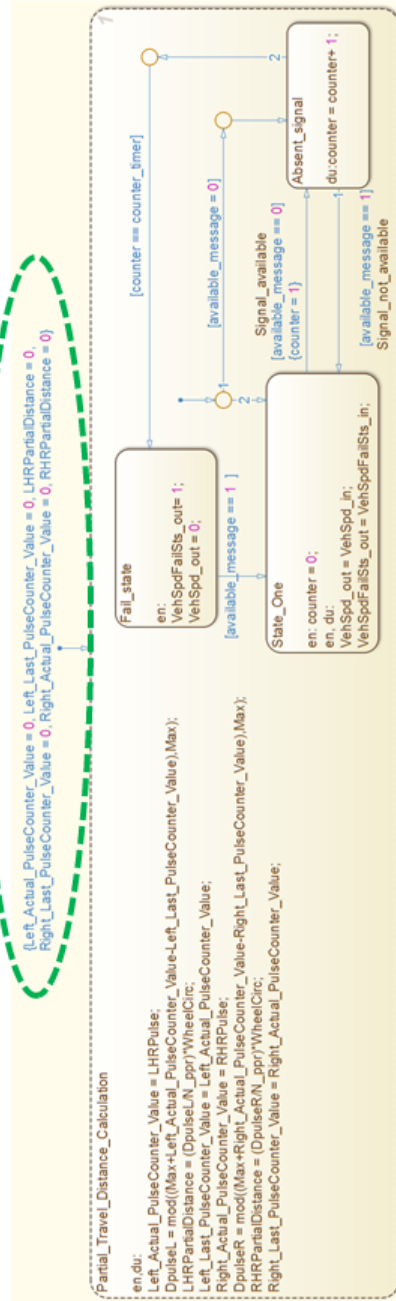 {Left_Actual_PulseCounter_Value = 0, Left_Last_PulseCounter_Value = 0, LHRPartialDistance = 0,
Right_Last_PulseCounter_Value = 0, Right_Actual_PulseCounter_Value = 0, RHRPartialDistance = 0}
1
Partial_Travel_Distance_Calculation
en,du:
Left_Actual_PulseCounter_Value = LHRPulse;
DpulseL = mod((Max+Left_Actual_PulseCounter_Value-Left_Last_PulseCounter_Value),Max);
LHRPartialDistance = (DpulseL/N_ppr)*WheelCirc;
Left_Last_PulseCounter_Value = Left_Actual_PulseCounter_Value;
Right_Actual_PulseCounter_Value = RHRPulse;
DpulseR = mod((Max+Right_Actual_PulseCounter_Value-Right_Last_PulseCounter_Value),Max);
RHRPartialDistance = (DpulseR/N_ppr)*WheelCirc;
Right_Last_PulseCounter_Value = Right_Actual_PulseCounter_Value;
Fail_state
en:
VehSpdFailSts_out= 1;
VehSpd_out = 0;
[counter == counter_timer]
2
[available_message == 1 ]
1
2
[available_message = 0]
State_One
en: counter = 0;
en, du:
VehSpd_out = VehSpd_in;
VehSpdFailSts_out = VehSpdFailSts_in;
Signal_available
[available_message == 0]
{counter = 1}
Absent_signal
du:counter = counter+ 1;
1
[available_message == 1]
Signal_not_available